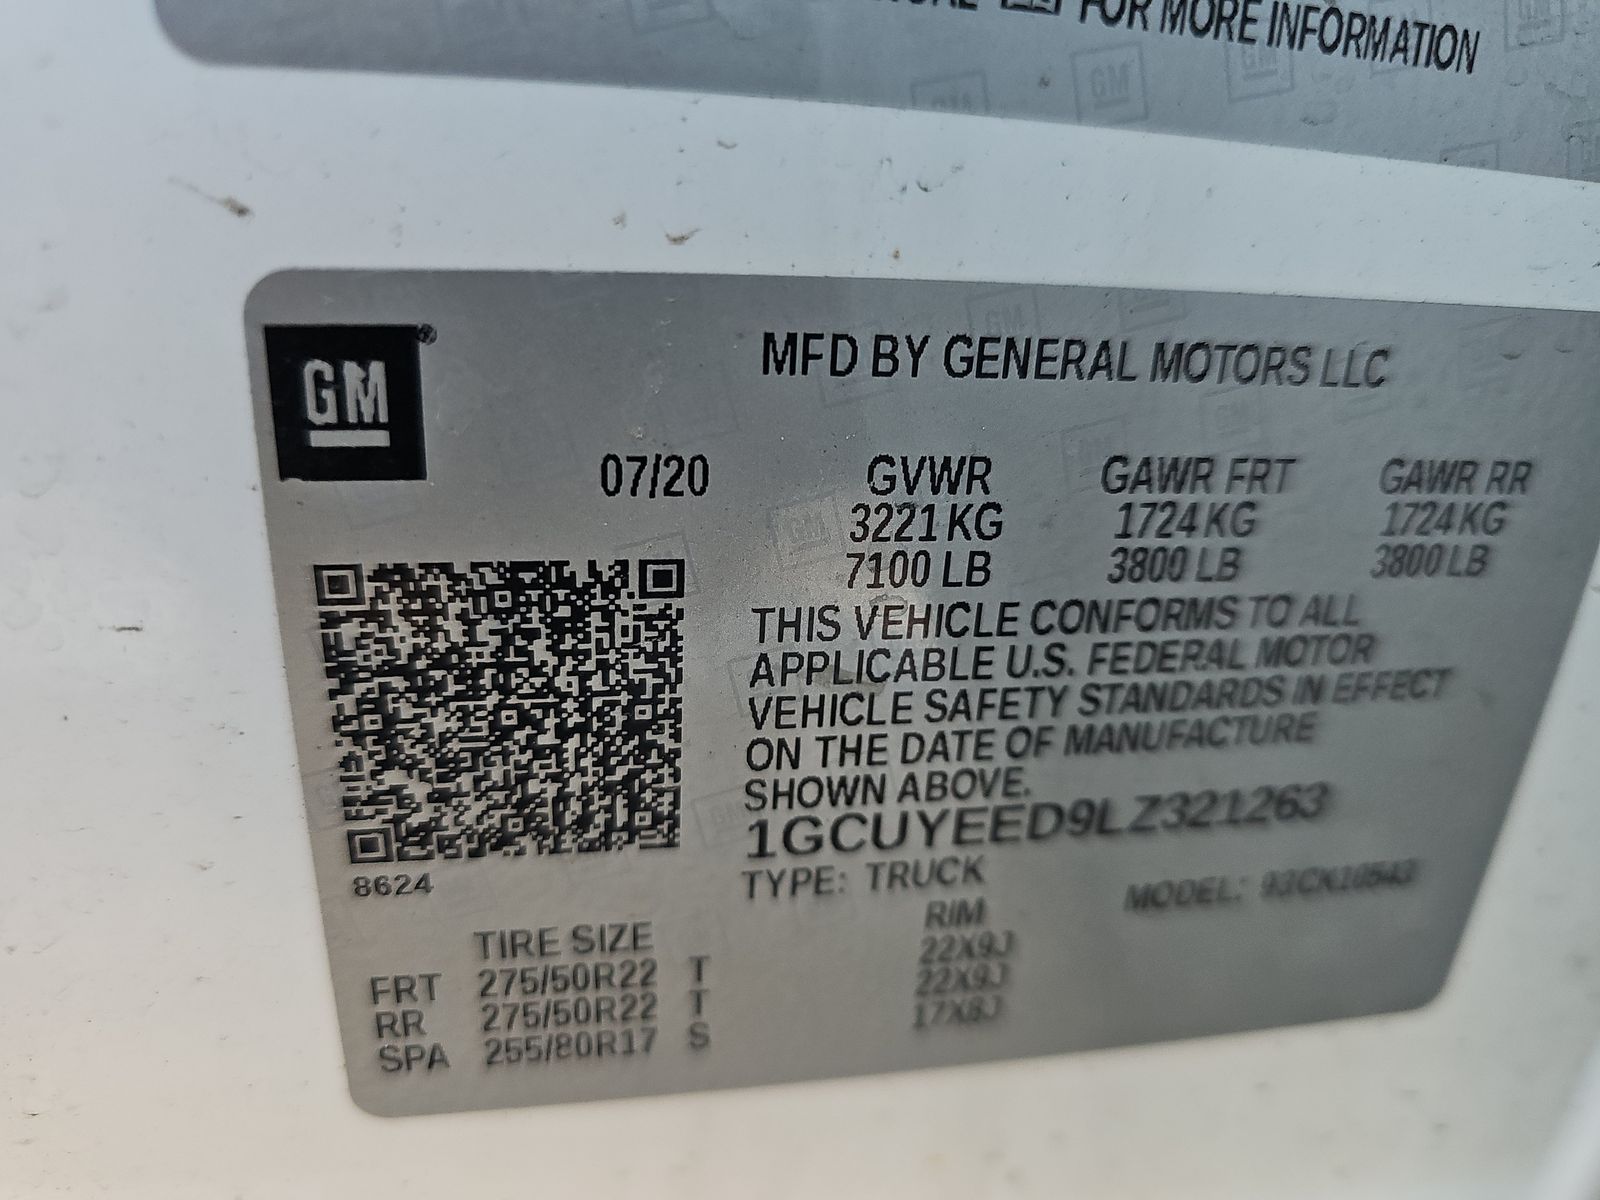 FOR MORE INFORMATION
GM
MFD BY GENERAL MOTORS LLC
07/20 GVWR GAWR FRT GAWR RR
3221 KG 1724 KG 1724 KG
7100 LB 3800 LB 3800 LB
THIS VEHICLE CONFORMS TO ALL
APPLICABLE U.S. FEDERAL MOTOR
VEHICLE SAFETY STANDARDS IN EFFECT
ON THE DATE OF MANUFACTURE
SHOWN ABOVE.
1GCUYEED9LZ321263
8624
TYPE: TRUCK MODEL:
TIRE SIZE RIM
FRT 275/50R22 T 22X9J
RR 275/50R22 T 22X9J
SPA 255/80R17 S 17X8J